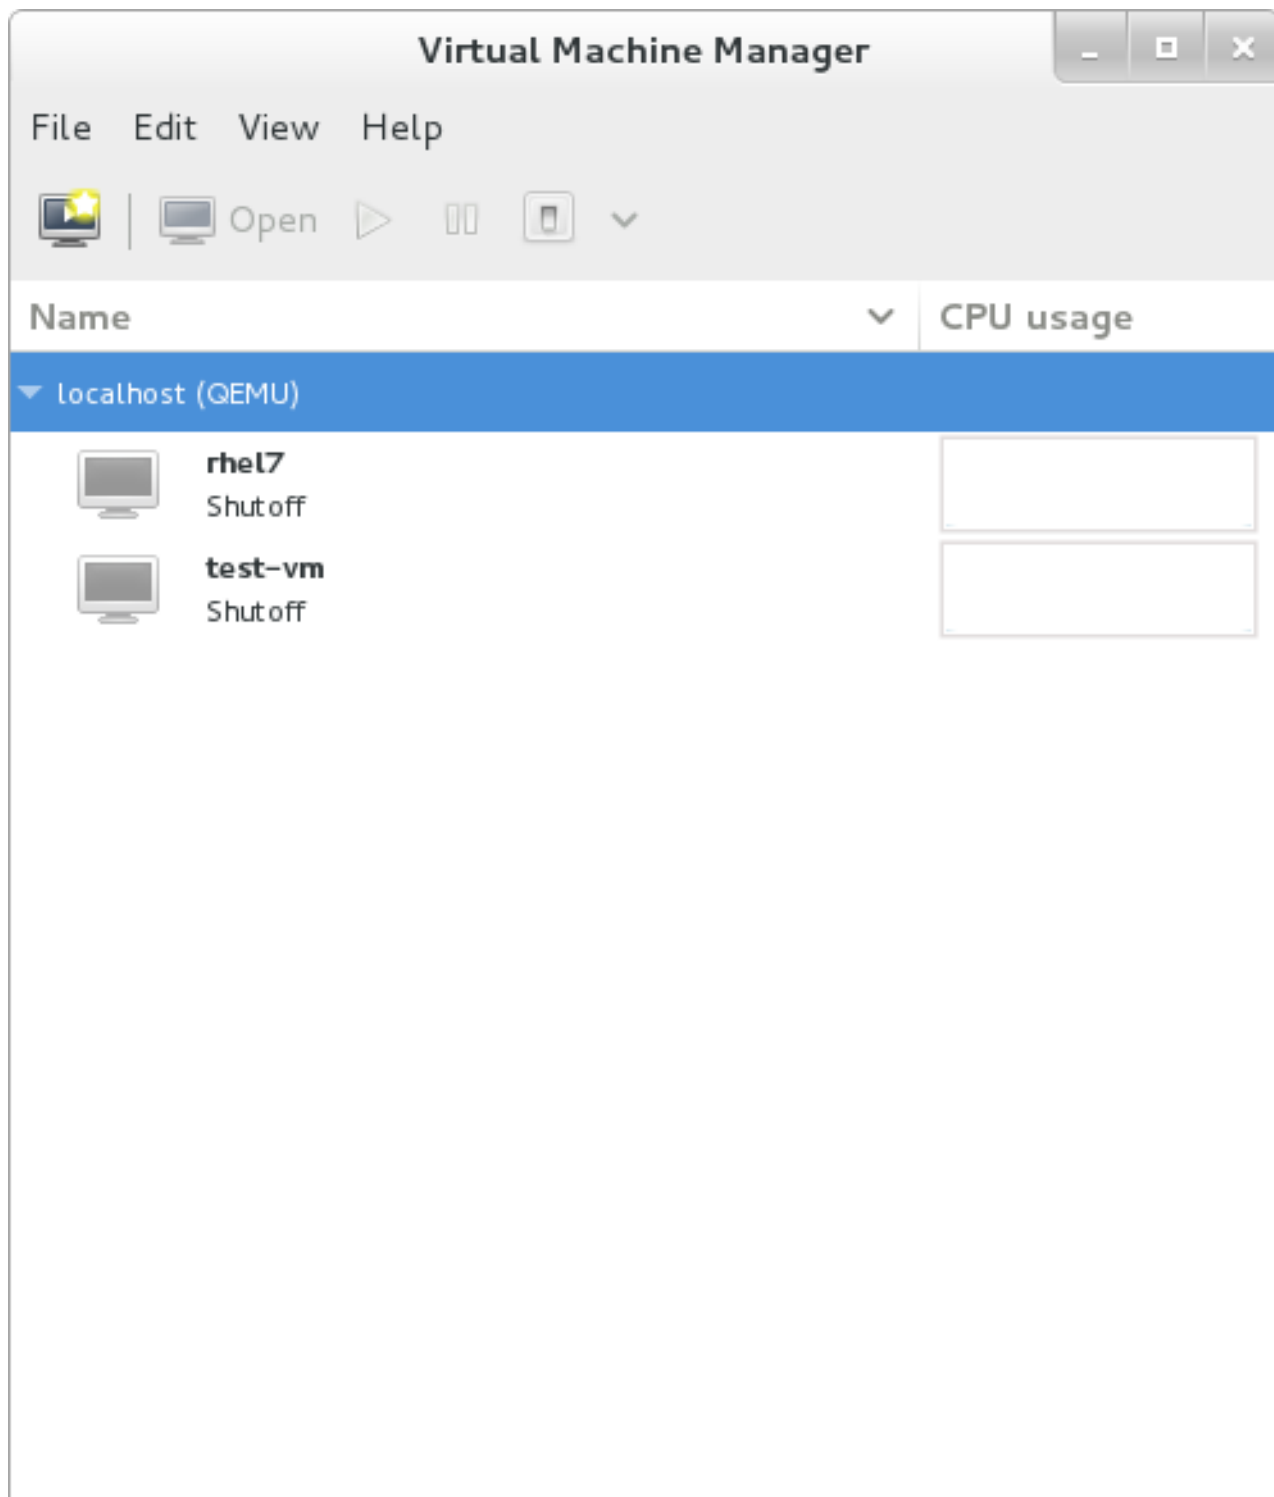 Virtual Machine Manager
File Edit View Help
Open
Name CPU usage
localhost (QEMU)
rhel7
Shutoff
test-vm
Shutoff